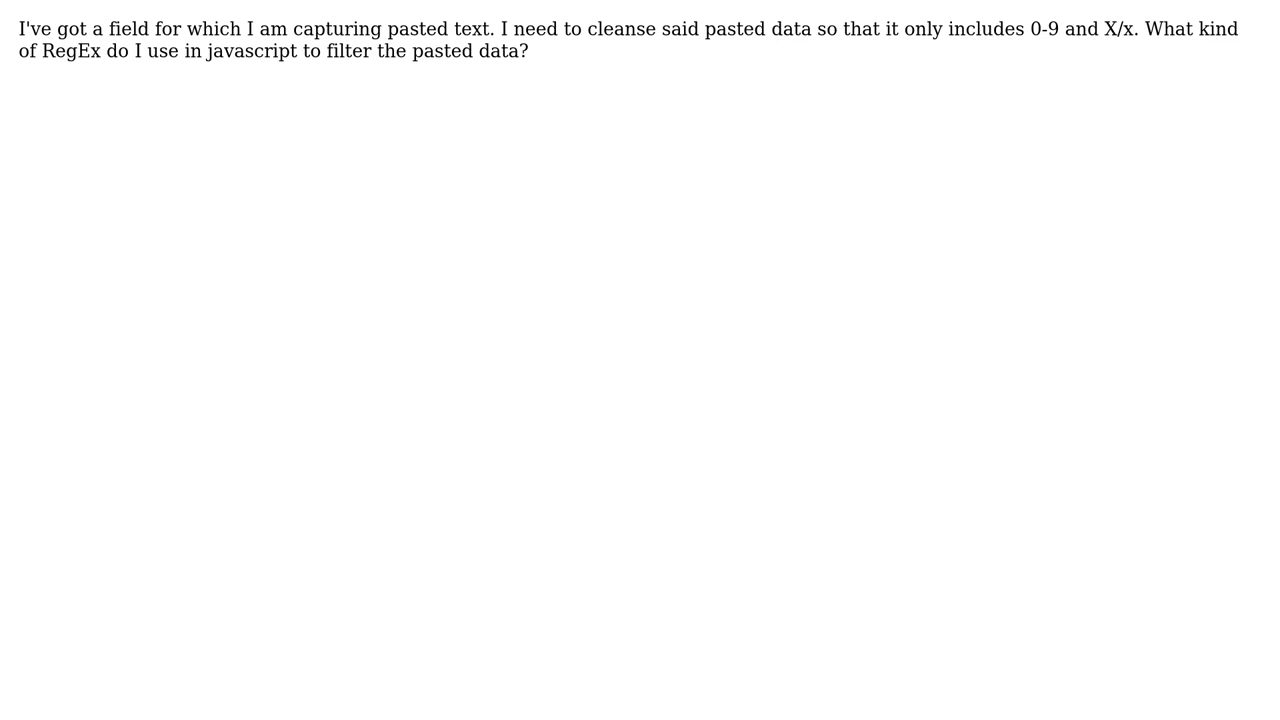 I've got a field for which I am capturing pasted text. I need to cleanse said pasted data so that it only includes 0-9 and X/x. What kind
of RegEx do I use in javascript to filter the pasted data?